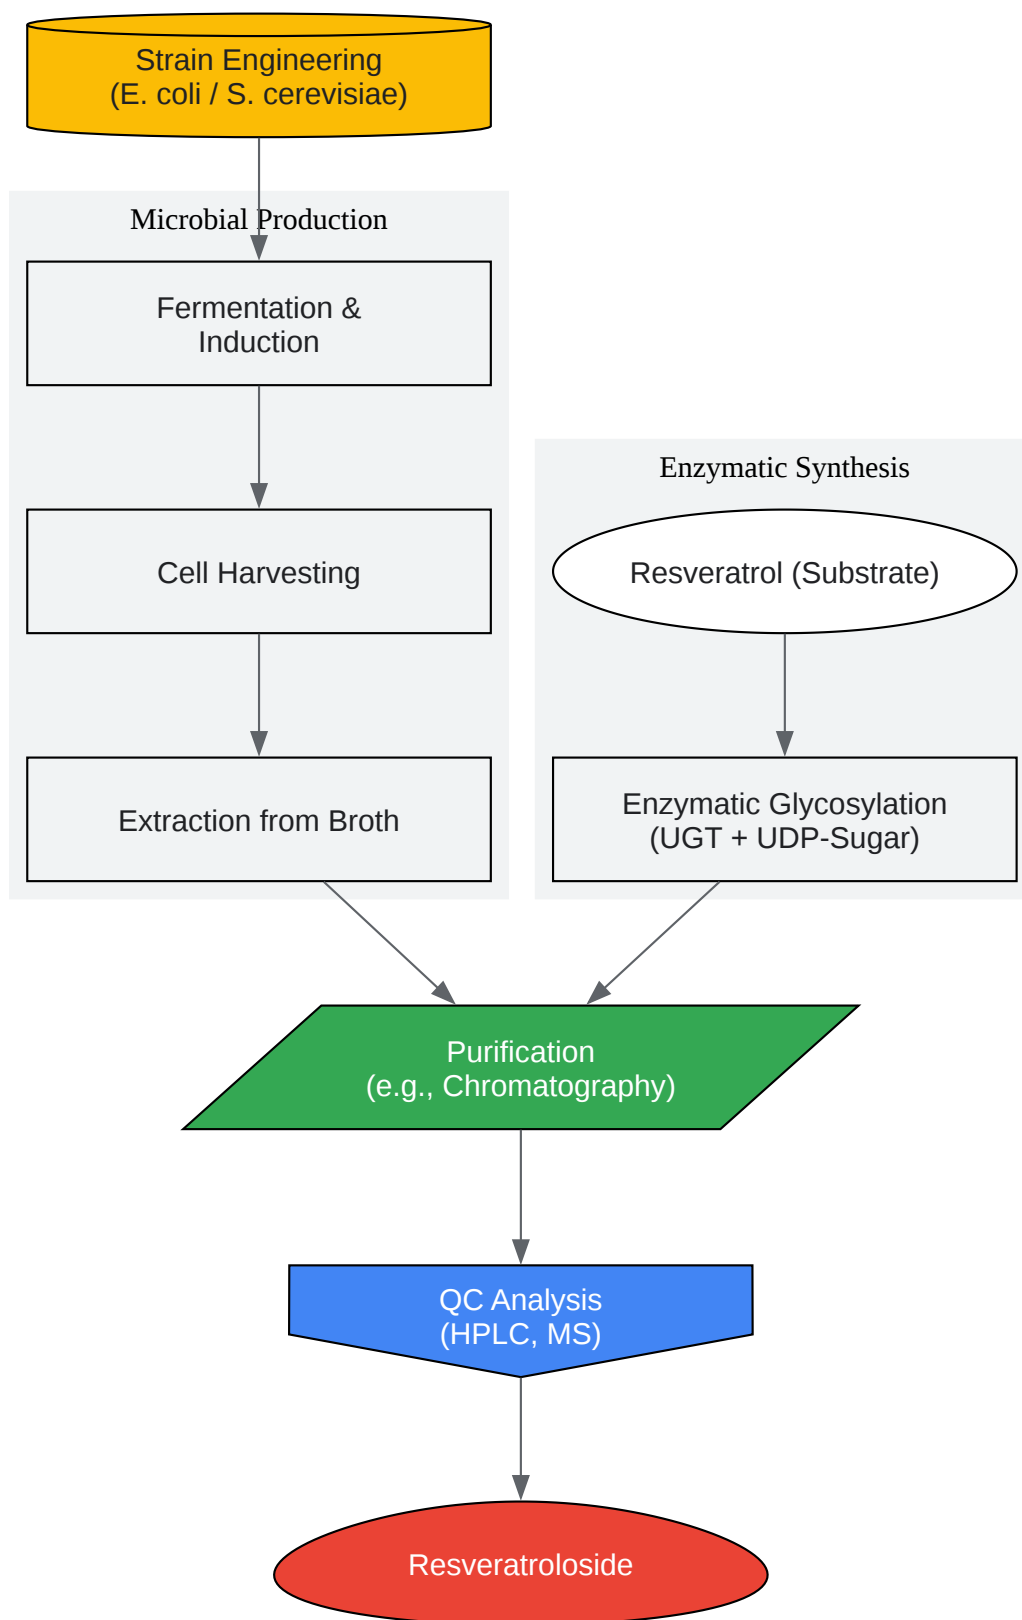 Strain Engineering
(E. coli / S. cerevisiae)
Microbial Production
Fermentation &
Induction
Cell Harvesting
Extraction from Broth
Enzymatic Synthesis
Resveratrol (Substrate)
Enzymatic Glycosylation
(UGT + UDP-Sugar)
Purification
(e.g., Chromatography)
QC Analysis
(HPLC, MS)
Resveratroloside